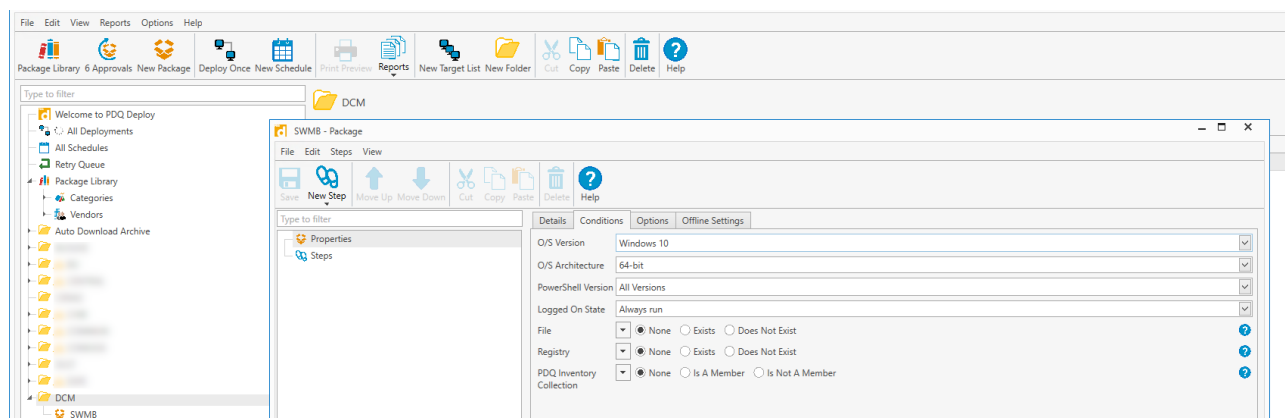 File Edit View Reports Options Help
Package Library 6 Approvals New Package Deploy Once New Schedule Print Preview Reports New Target List New Folder Cut Copy Paste Delete Help
Type to filter
DCM
Welcome to PDQ Deploy
All Deployments
All Schedules
Retry Queue
Package Library
Categories
Vendors
Auto Download Archive
DCM
SWMB
SWMB - Package
File Edit Steps View
Save New Step Move Up Move Down Cut Copy Paste Delete Help
Type to filter
Properties
Steps
Details Conditions Options Offline Settings
O/S Version Windows 10
O/S Architecture 64-bit
PowerShell Version All Versions
Logged On State Always run
File None Exists Does Not Exist
Registry None Exists Does Not Exist
PDQ Inventory Collection None Is A Member Is Not A Member